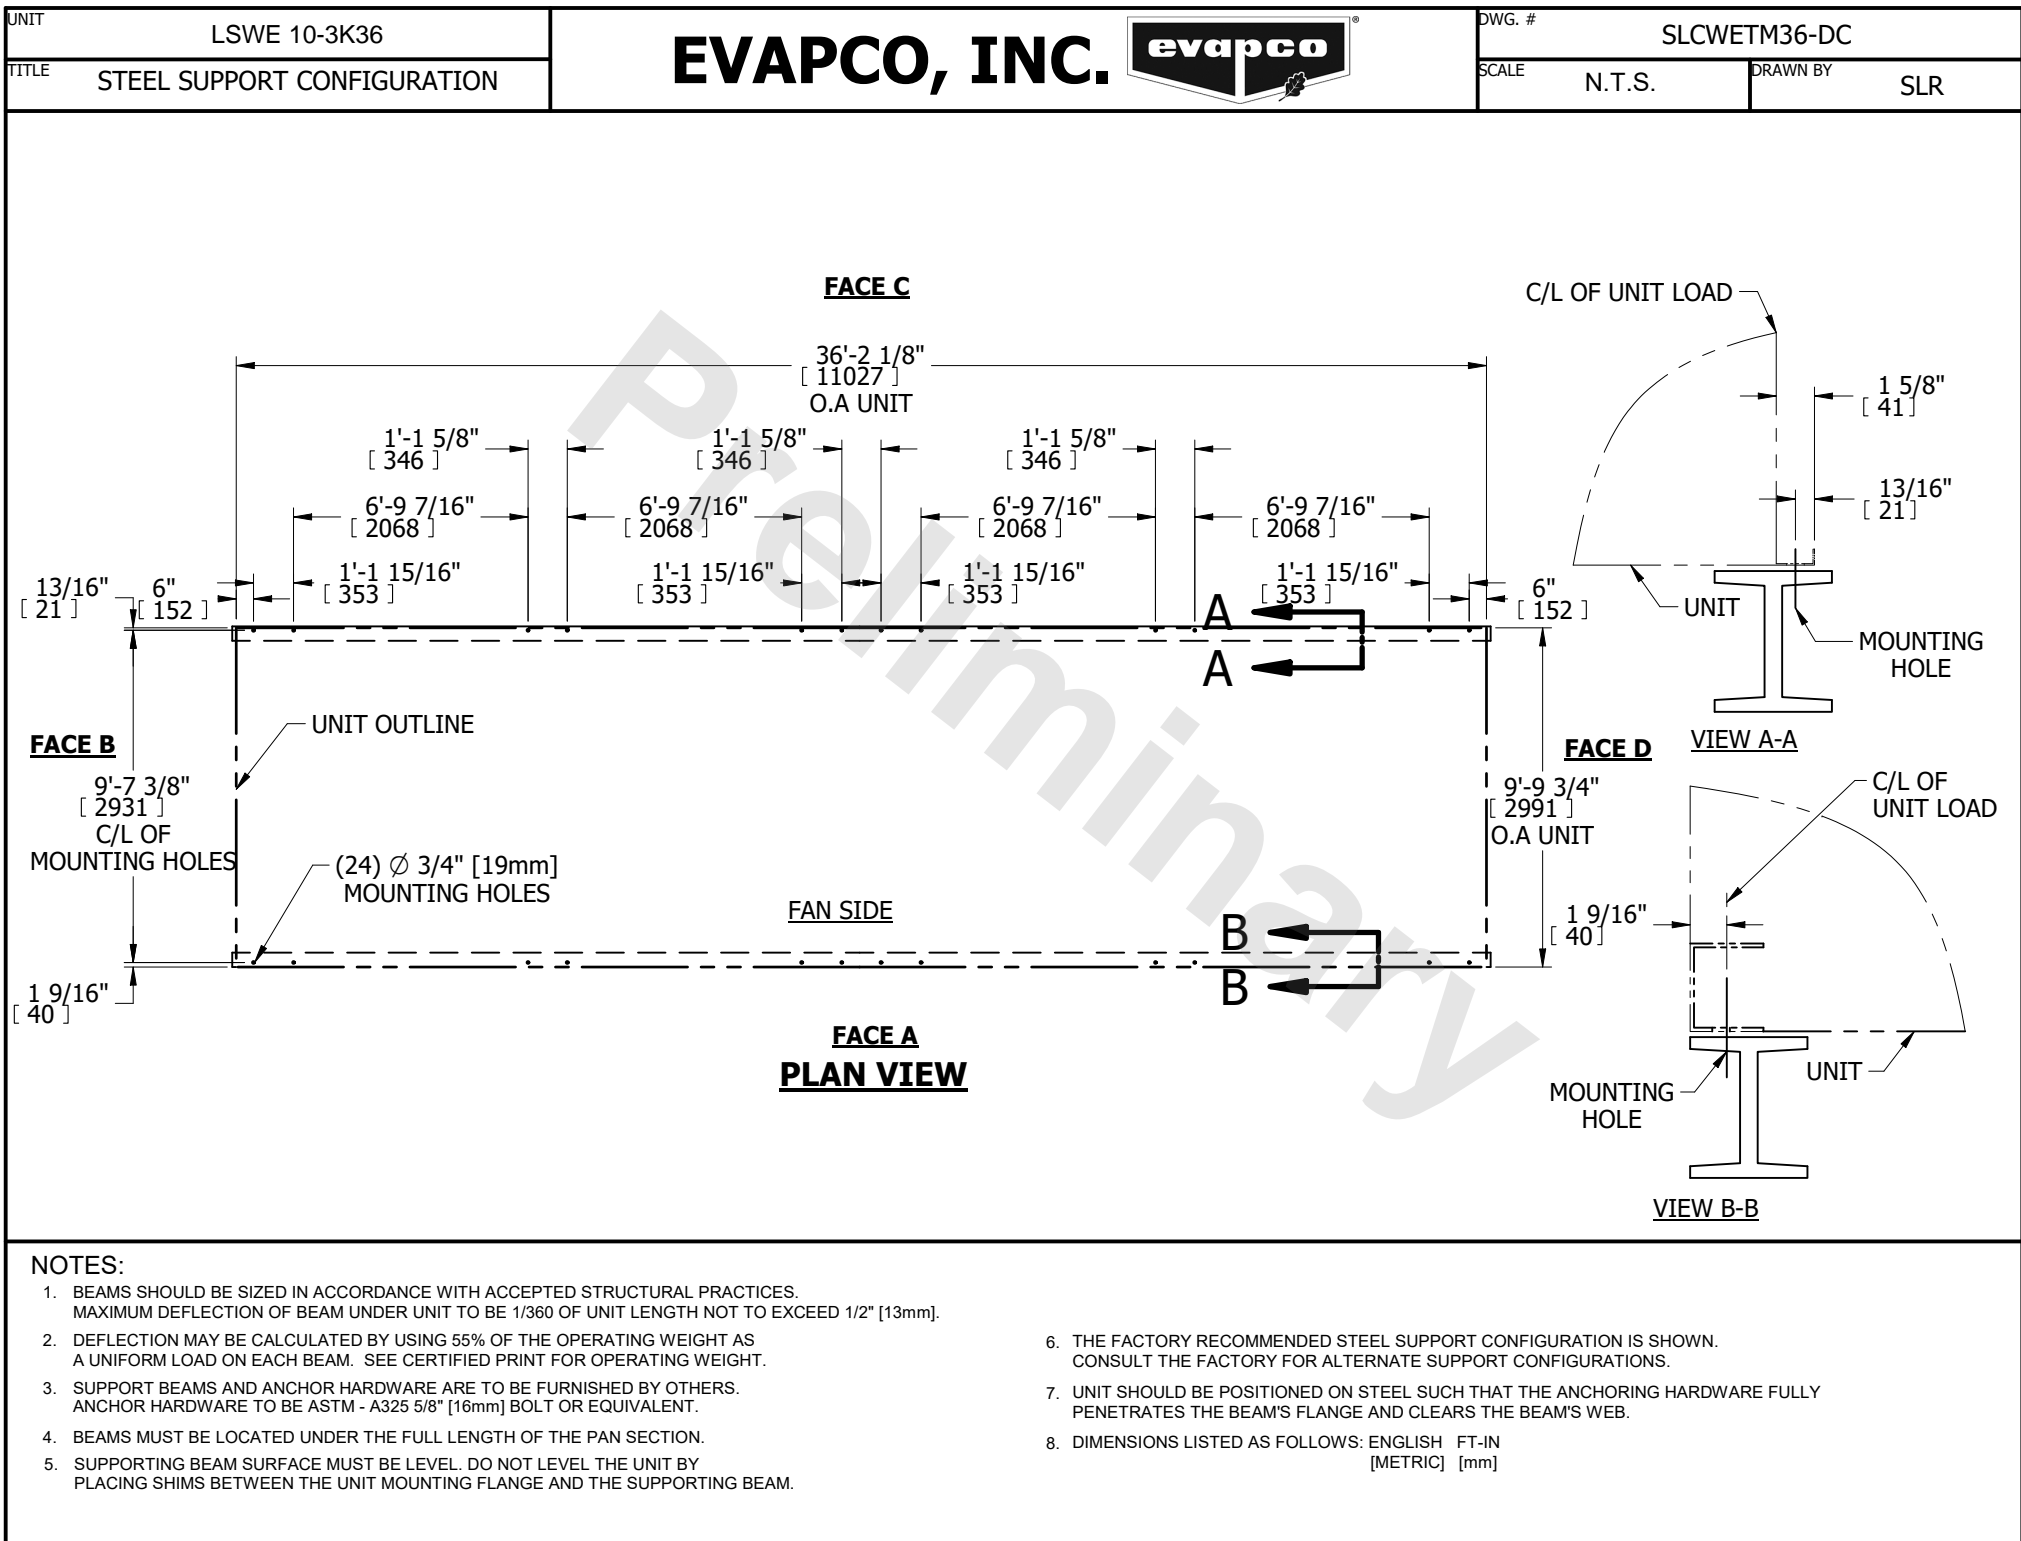 UNIT
LSWE 10-3K36
TITLE
STEEL SUPPORT CONFIGURATION
EVAPCO, INC.
evapco
®
DWG. #
SLCWETM36-DC
SCALE
N.T.S.
DRAWN BY
SLR
FACE C
36'-2 1/8"
[ 11027 ]
O.A UNIT
1'-1 5/8"
[ 346 ]
1'-1 5/8"
[ 346 ]
1'-1 5/8"
[ 346 ]
6'-9 7/16"
[ 2068 ]
6'-9 7/16"
[ 2068 ]
6'-9 7/16"
[ 2068 ]
6'-9 7/16"
[ 2068 ]
13/16"
[ 21 ]
6"
[ 152 ]
1'-1 15/16"
[ 353 ]
1'-1 15/16"
[ 353 ]
1'-1 15/16"
[ 353 ]
1'-1 15/16"
[ 353 ]
6"
[ 152 ]
A
A
UNIT OUTLINE
FACE B
9'-7 3/8"
[ 2931 ]
C/L OF
MOUNTING HOLES
(24) Ø 3/4" [19mm]
MOUNTING HOLES
FAN SIDE
B
B
1 9/16"
[ 40 ]
FACE D
9'-9 3/4"
[ 2991 ]
O.A UNIT
FACE A
PLAN VIEW
C/L OF UNIT LOAD
1 5/8"
[ 41 ]
13/16"
[ 21 ]
UNIT
MOUNTING
HOLE
VIEW A-A
C/L OF
UNIT LOAD
1 9/16"
[ 40 ]
UNIT
MOUNTING
HOLE
VIEW B-B
Preliminary
NOTES:
1. BEAMS SHOULD BE SIZED IN ACCORDANCE WITH ACCEPTED STRUCTURAL PRACTICES.
MAXIMUM DEFLECTION OF BEAM UNDER UNIT TO BE 1/360 OF UNIT LENGTH NOT TO EXCEED 1/2" [13mm].
2. DEFLECTION MAY BE CALCULATED BY USING 55% OF THE OPERATING WEIGHT AS
A UNIFORM LOAD ON EACH BEAM. SEE CERTIFIED PRINT FOR OPERATING WEIGHT.
3. SUPPORT BEAMS AND ANCHOR HARDWARE ARE TO BE FURNISHED BY OTHERS.
ANCHOR HARDWARE TO BE ASTM - A325 5/8" [16mm] BOLT OR EQUIVALENT.
4. BEAMS MUST BE LOCATED UNDER THE FULL LENGTH OF THE PAN SECTION.
5. SUPPORTING BEAM SURFACE MUST BE LEVEL. DO NOT LEVEL THE UNIT BY
PLACING SHIMS BETWEEN THE UNIT MOUNTING FLANGE AND THE SUPPORTING BEAM.
6. THE FACTORY RECOMMENDED STEEL SUPPORT CONFIGURATION IS SHOWN.
CONSULT THE FACTORY FOR ALTERNATE SUPPORT CONFIGURATIONS.
7. UNIT SHOULD BE POSITIONED ON STEEL SUCH THAT THE ANCHORING HARDWARE FULLY
PENETRATES THE BEAM'S FLANGE AND CLEARS THE BEAM'S WEB.
8. DIMENSIONS LISTED AS FOLLOWS: ENGLISH FT-IN
[METRIC] [mm]